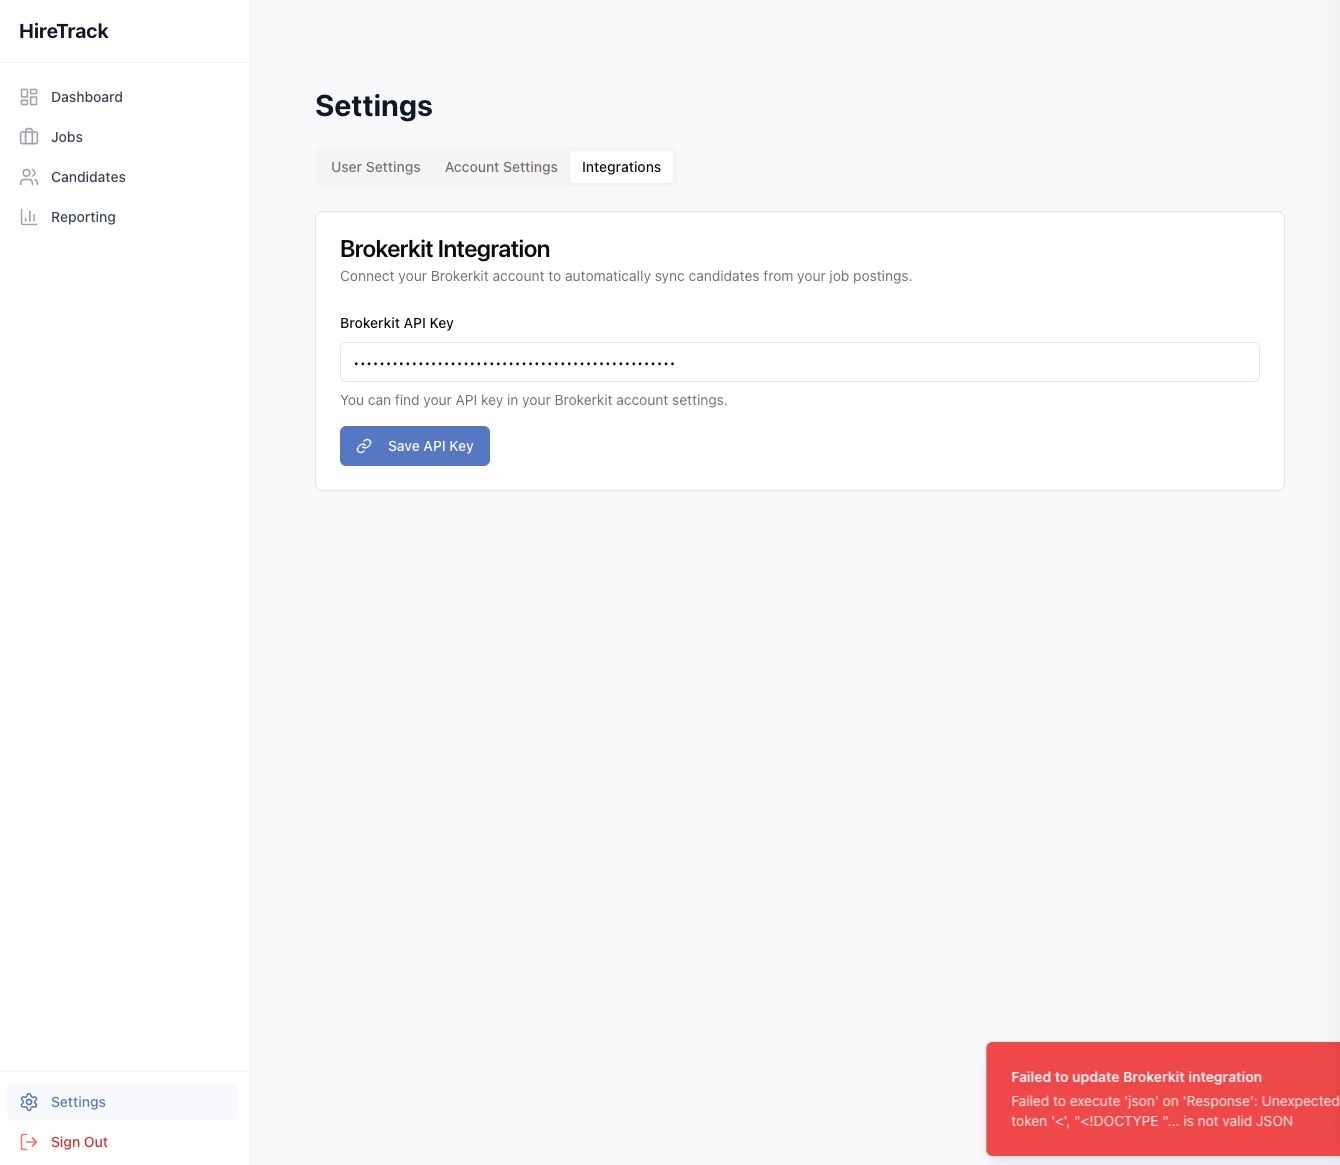 HireTrack
Dashboard
Jobs
Candidates
Reporting
Settings
User Settings
Account Settings
Integrations
Brokerkit Integration
Connect your Brokerkit account to automatically sync candidates from your job postings.
Brokerkit API Key
You can find your API key in your Brokerkit account settings.
Save API Key
Settings
Sign Out
Failed to update Brokerkit integration
Failed to execute 'json' on 'Response': Unexpected
token '<', "<!DOCTYPE "... is not valid JSON